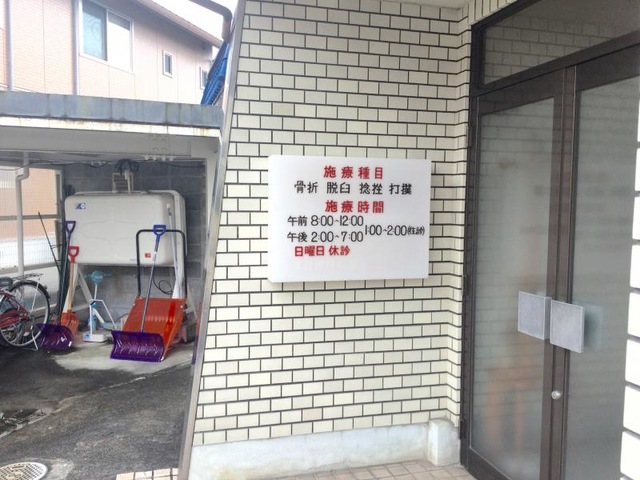 施療種目
骨折 脱臼 捻挫 打撲
施療時間
午前 8:00~12:00
午後 2:00~7:00
1:00~2:00(往診)
日曜日 休診